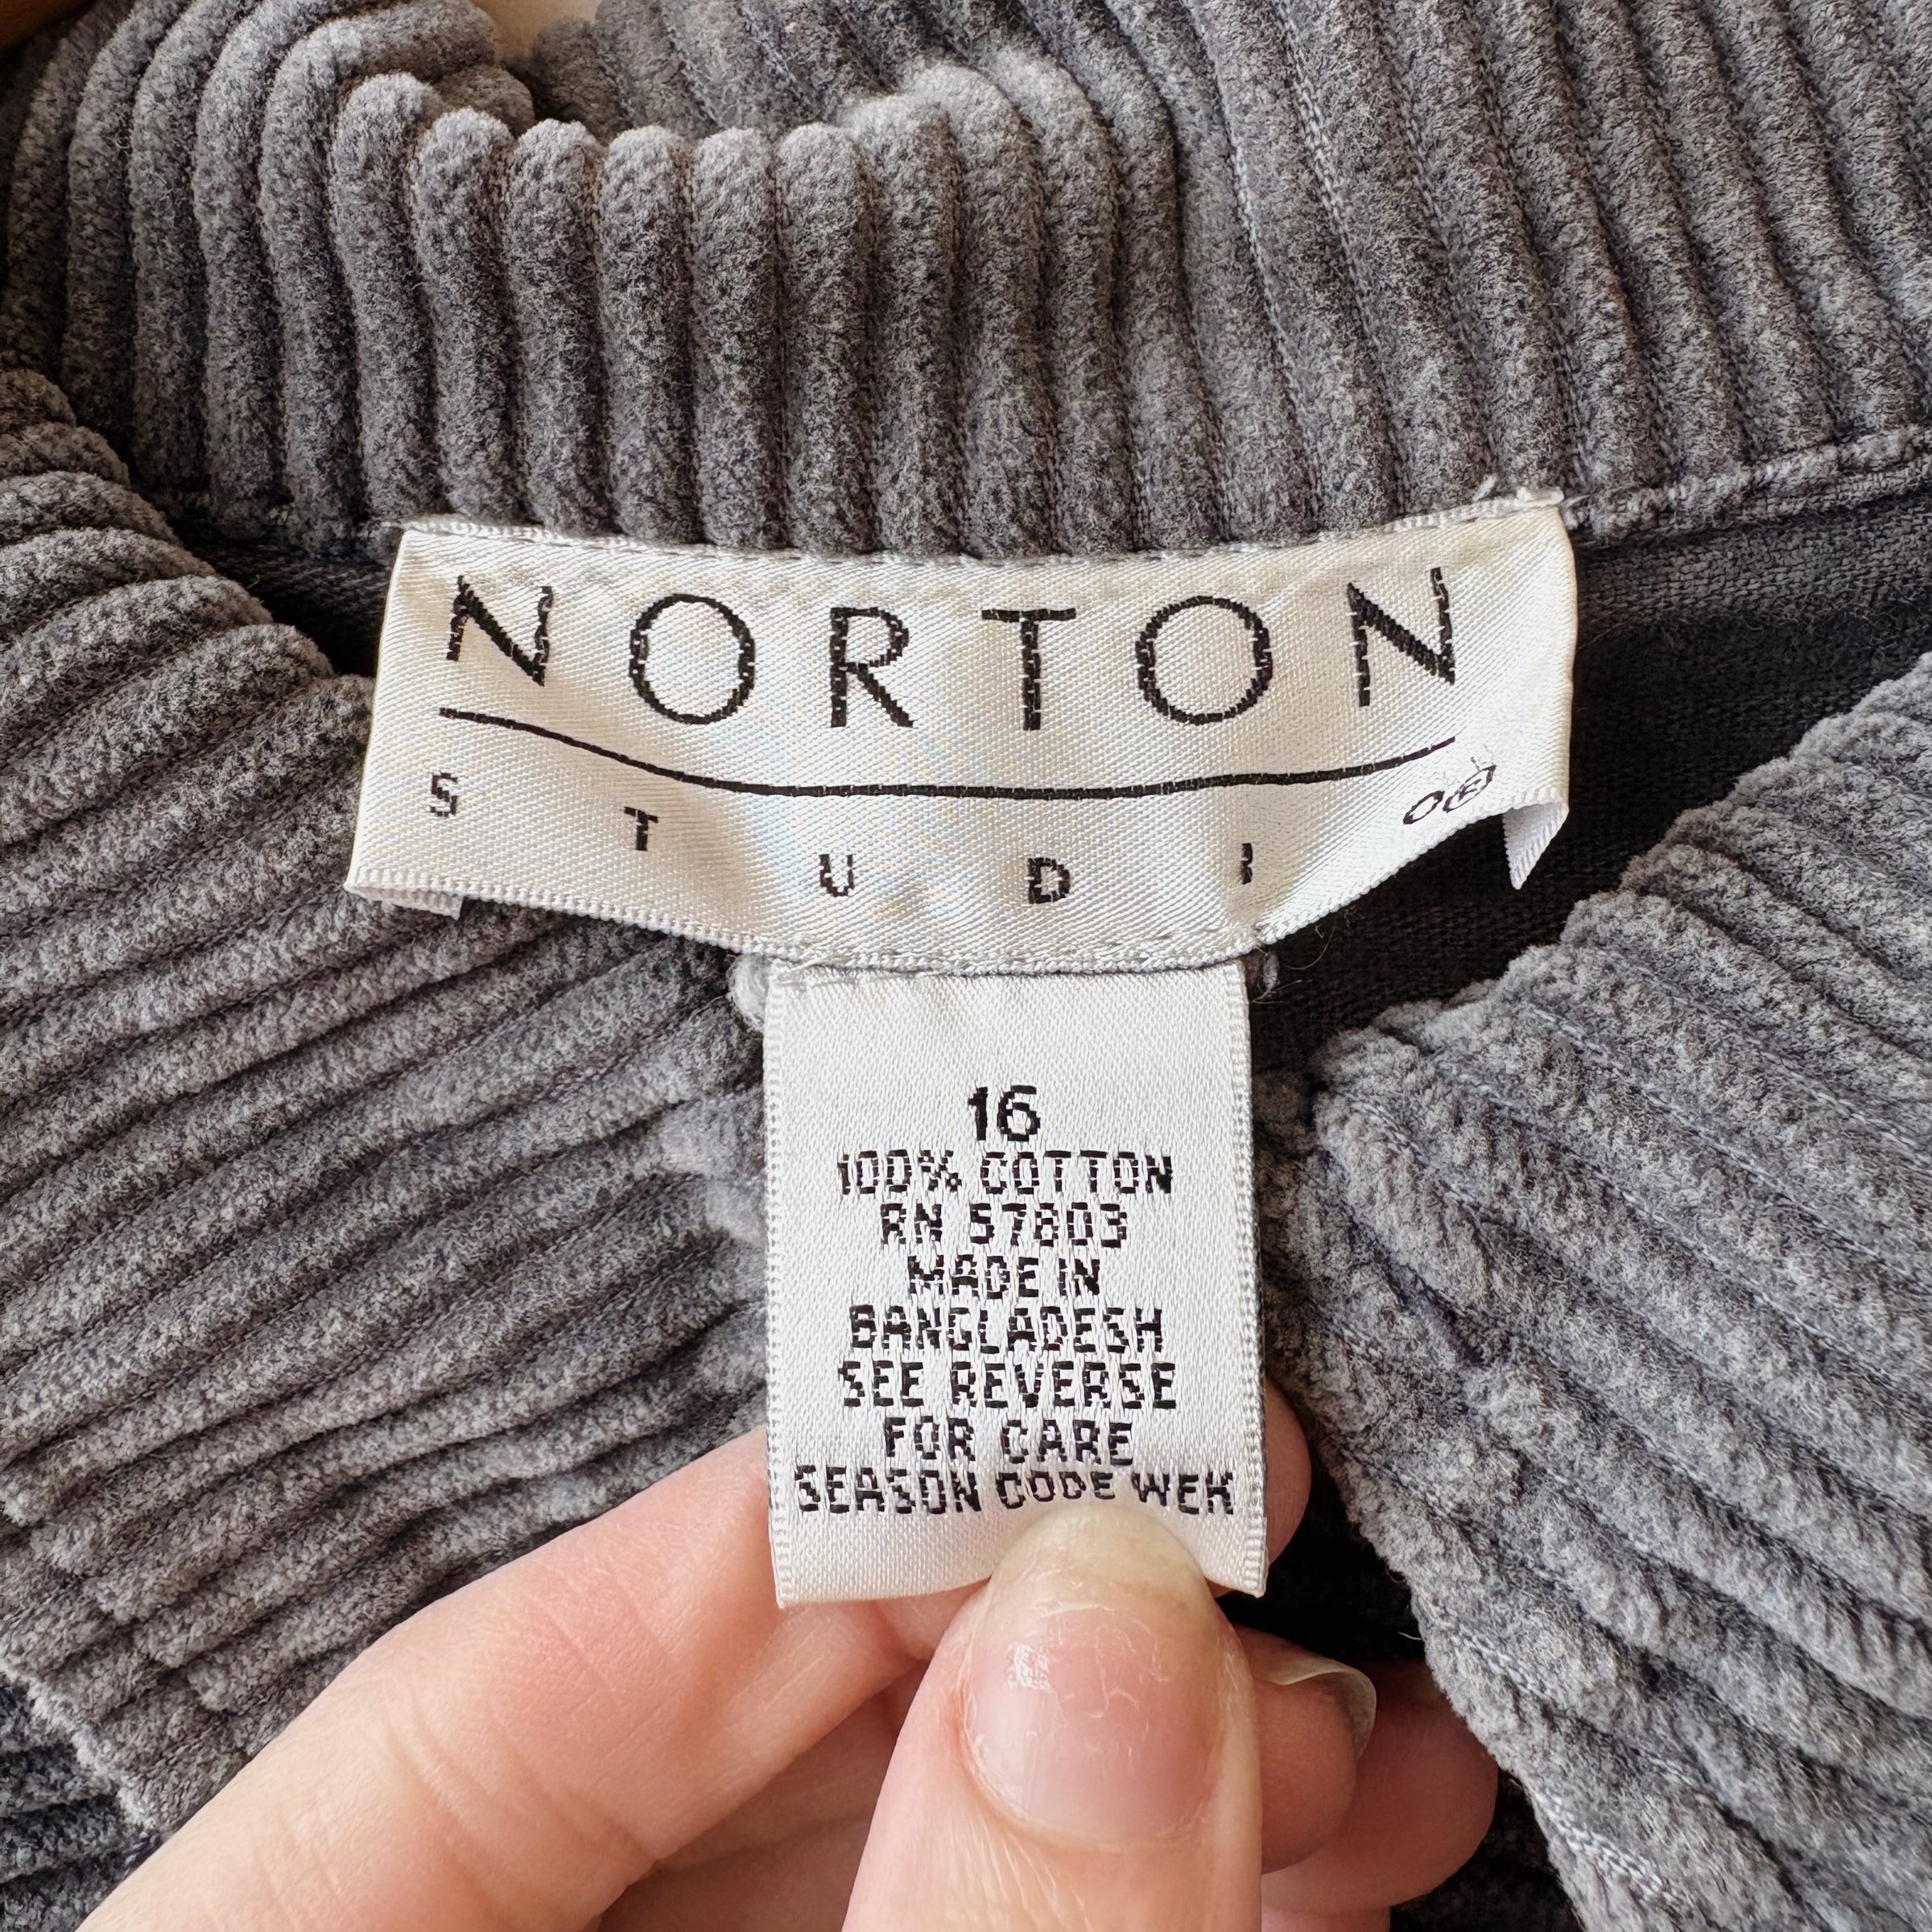 NORTON
STUDIO®
16
100% COTTON
RN 57803
MADE IN
BANGLADESH
SEE REVERSE
FOR CARE
SEASON CODE WEK